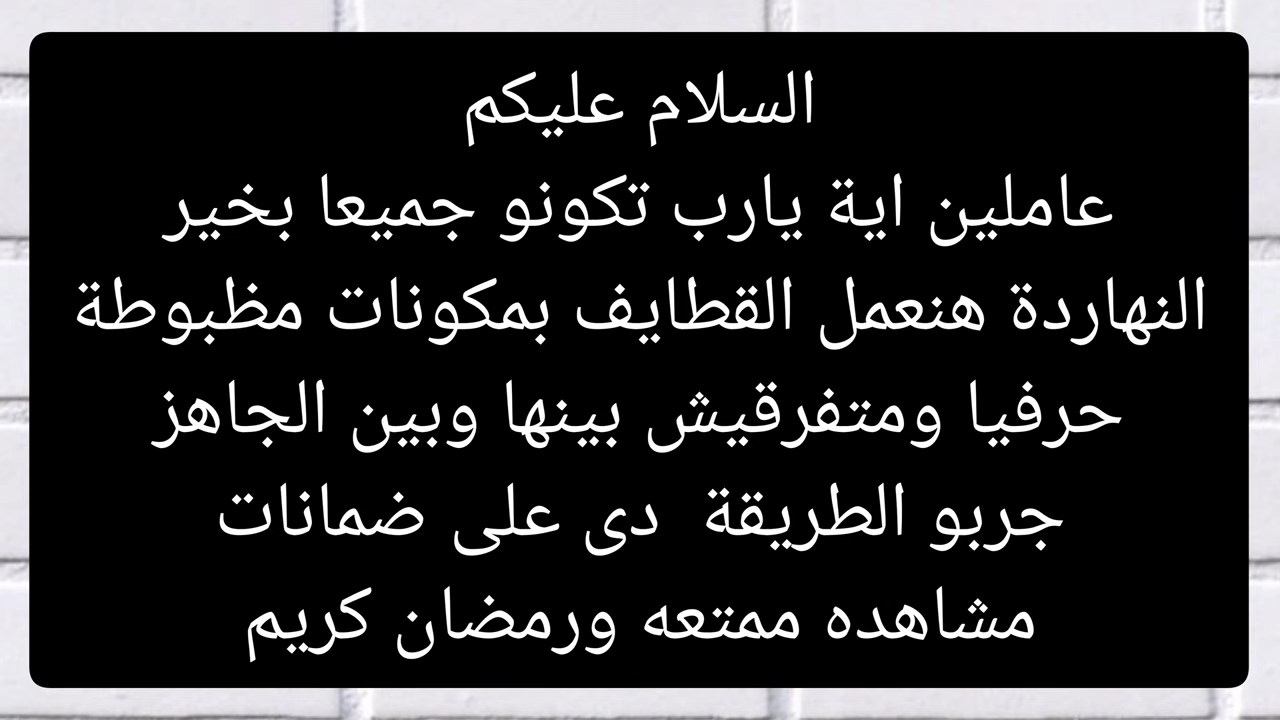 السلام عليكم
عاملين اية يارب تكونو جميعا بخير
النهاردة هنعمل القطايف بمكونات مظبوطة
حرفيا ومتفرقيش بينها وبين الجاهز
جربو الطريقة  دى على ضمانات
مشاهده ممتعه ورمضان كريم